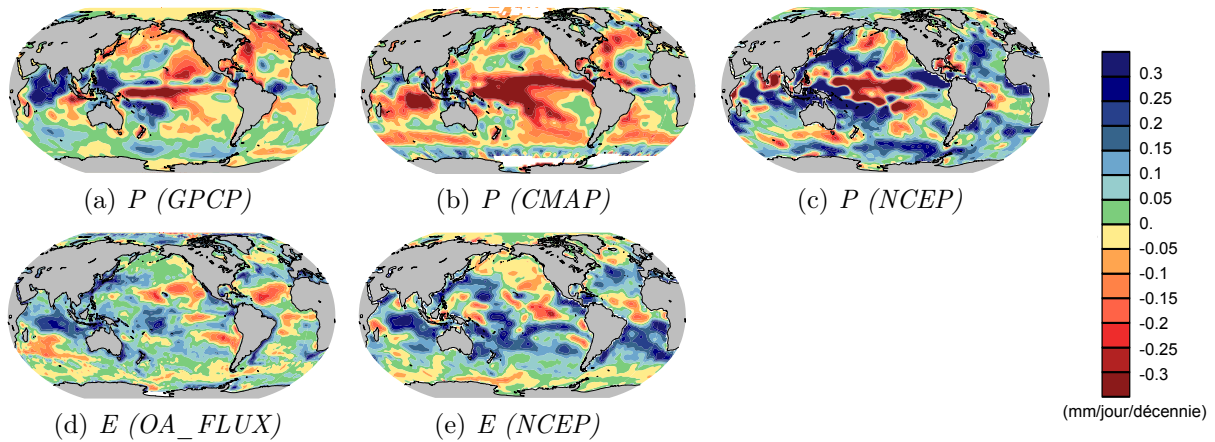 (a) P (GPCP)
(b) P (CMAP)
(c) P (NCEP)
(d) E (OA_FLUX)
(e) E (NCEP)
0.3
0.25
0.2
0.15
0.1
0.05
0.
-0.05
-0.1
-0.15
-0.2
-0.25
-0.3
(mm/jour/décennie)